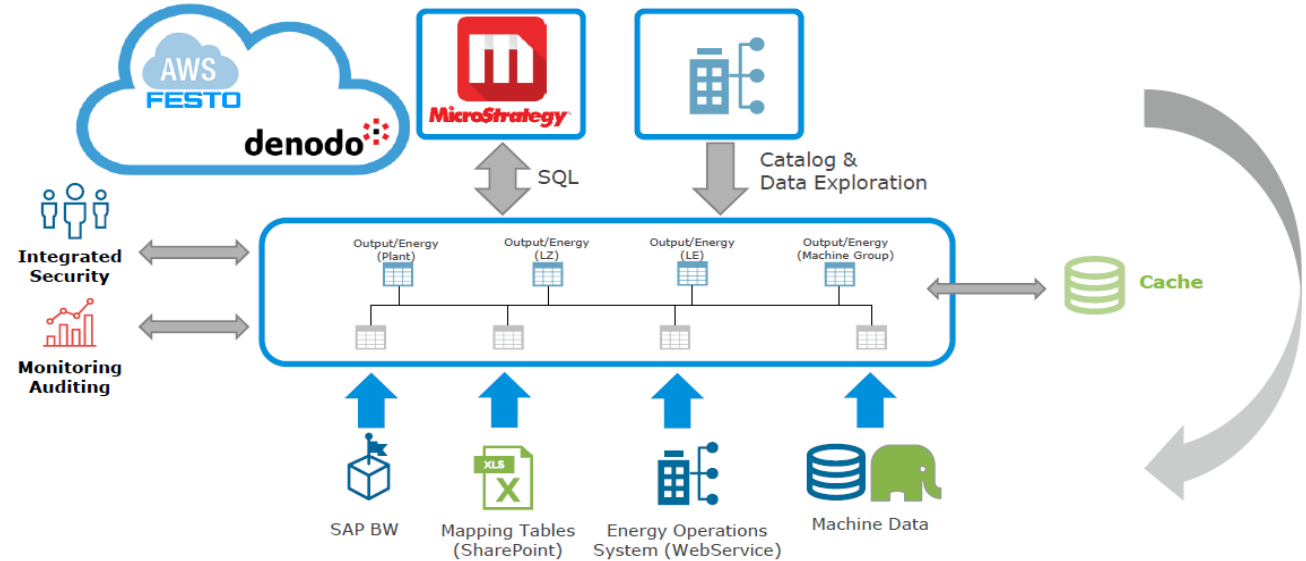 AWS
FESTO
denodo
MicroStrategy
SQL
Catalog &
Data Exploration
Integrated
Security
Monitoring
Auditing
Output/Energy
(Plant)
Output/Energy
(LZ)
Output/Energy
(LE)
Output/Energy
(Machine Group)
Cache
SAP BW
XLS
X
Mapping Tables
(SharePoint)
Energy Operations
System (WebService)
Machine Data